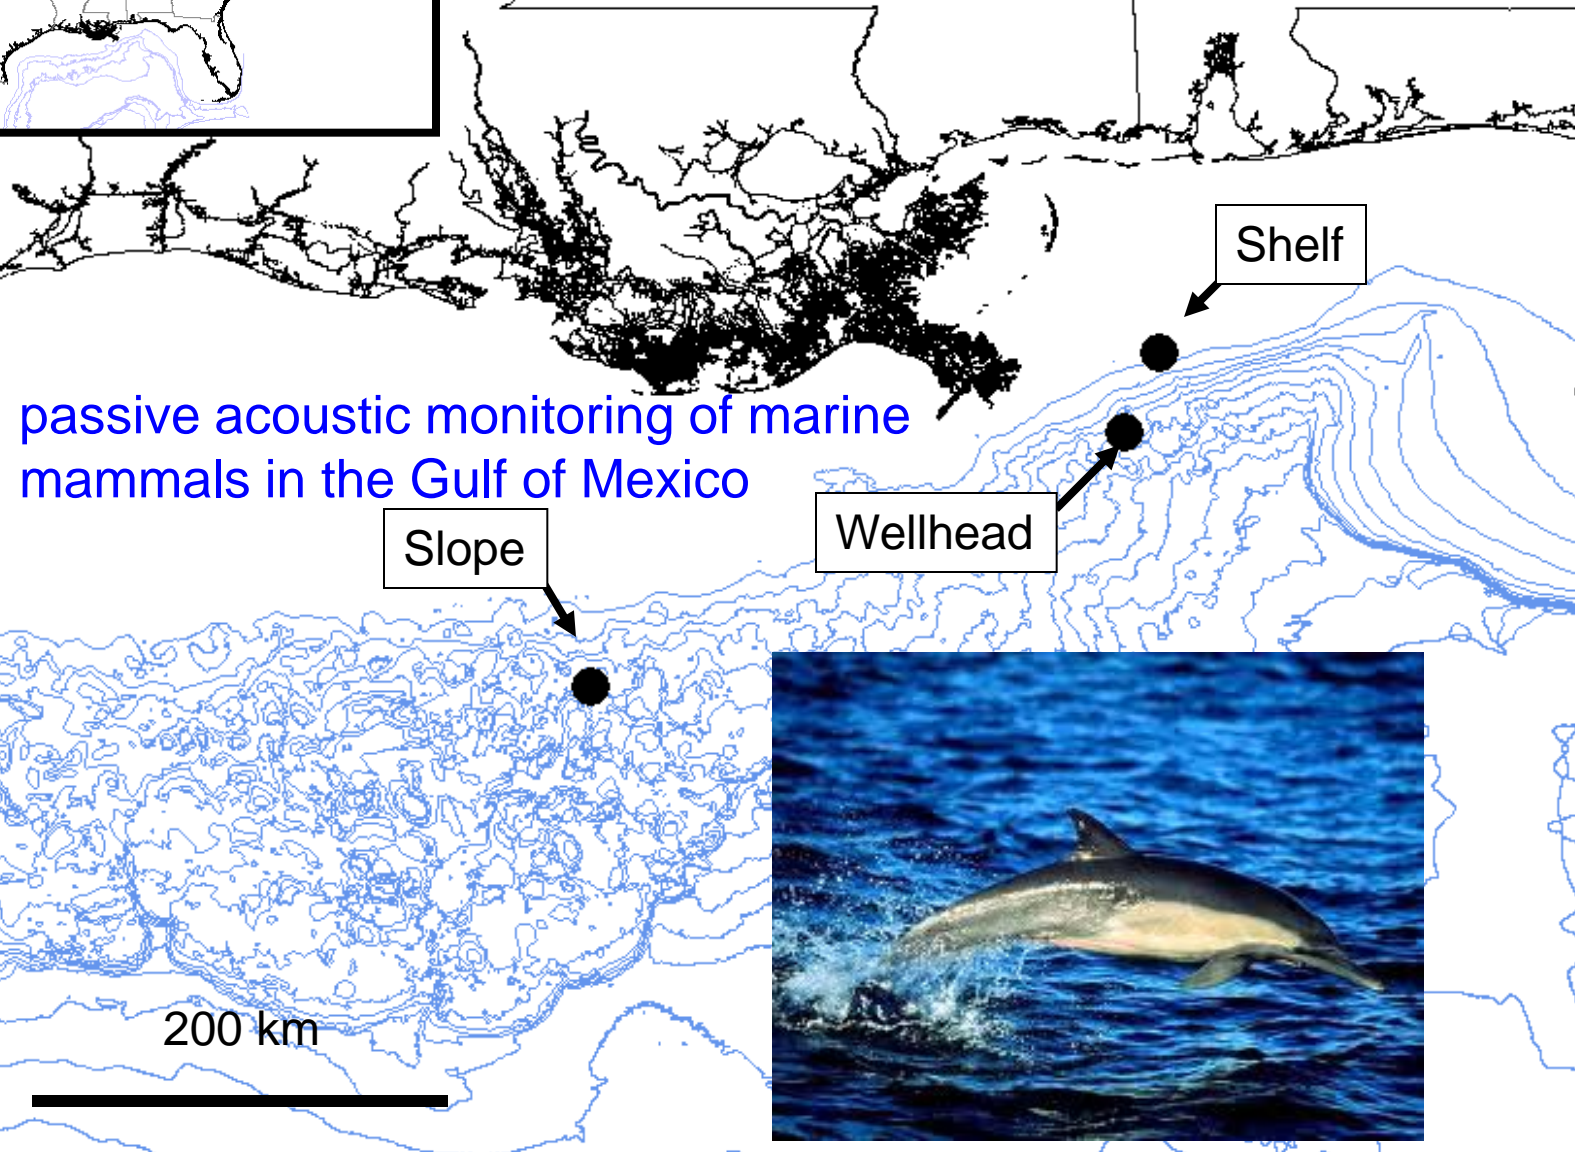 Shelf
passive acoustic monitoring of marine
mammals in the Gulf of Mexico
Wellhead
Slope
200 km